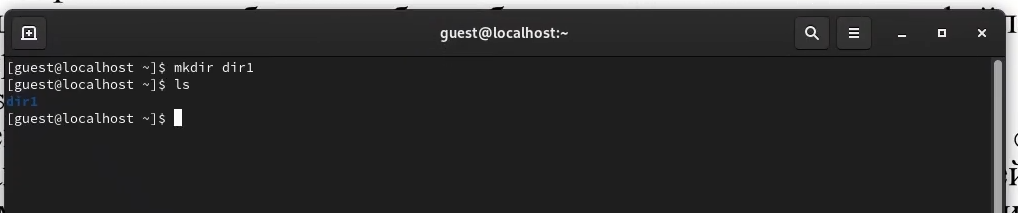 guest@localhost:~
[guest@localhost ~]$ mkdir dir1
[guest@localhost ~]$ ls
dir1
[guest@localhost ~]$